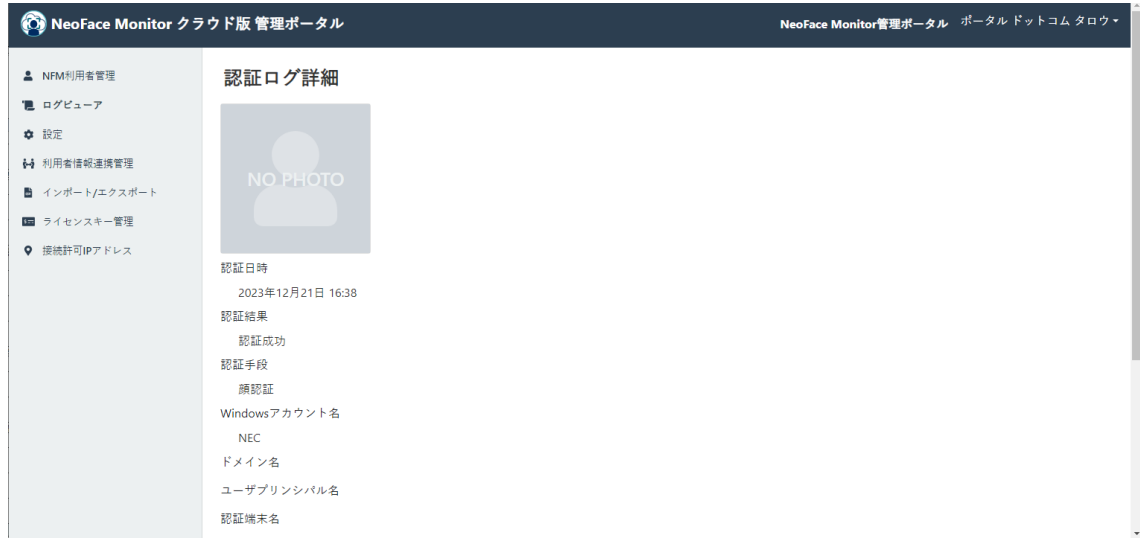 NeoFace Monitor クラウド版 管理ポータル
NeoFace Monitor管理ポータル ポータル ドットコム タロウ
NFM利用者管理
ログビューア
設定
利用者情報連携管理
インポート/エクスポート
ライセンスキー管理
接続許可IPアドレス
認証ログ詳細
NO PHOTO
認証日時
2023年12月21日 16:38
認証結果
認証成功
認証手段
顔認証
Windowsアカウント名
NEC
ドメイン名
ユーザプリンシパル名
認証端末名